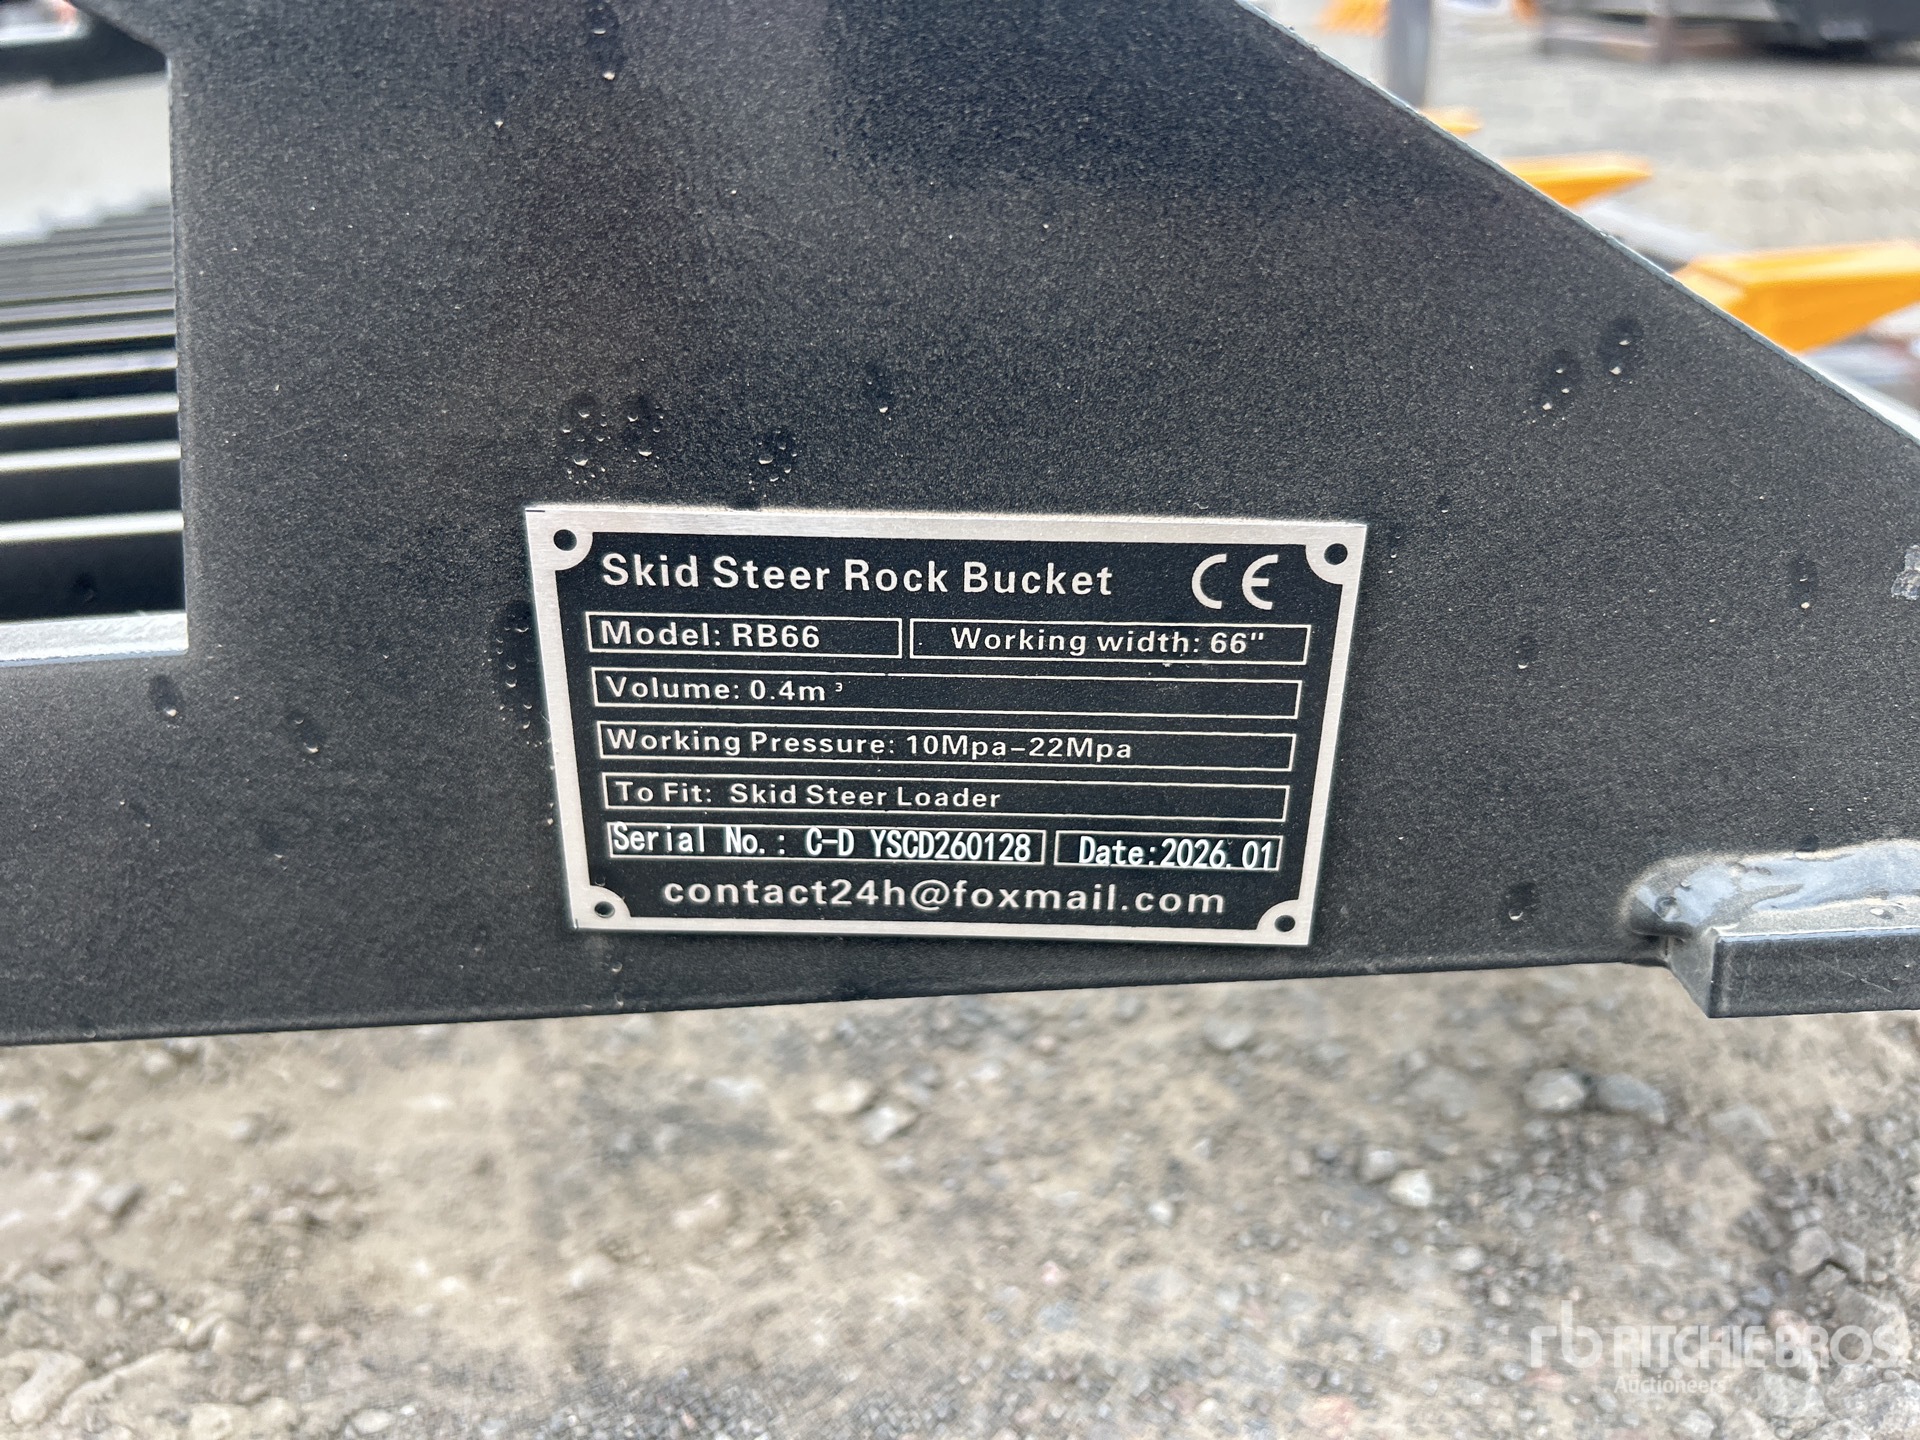 Skid Steer Rock Bucket CE
Model: RB66 Working width: 66"
Volume: 0.4m³
Working Pressure: 10Mpa-22Mpa
To Fit: Skid Steer Loader
Serial No.: C-D YSCD260128 Date:2026.01
contact24h@foxmail.com
rb RITCHIE BROS.
Auctioneers